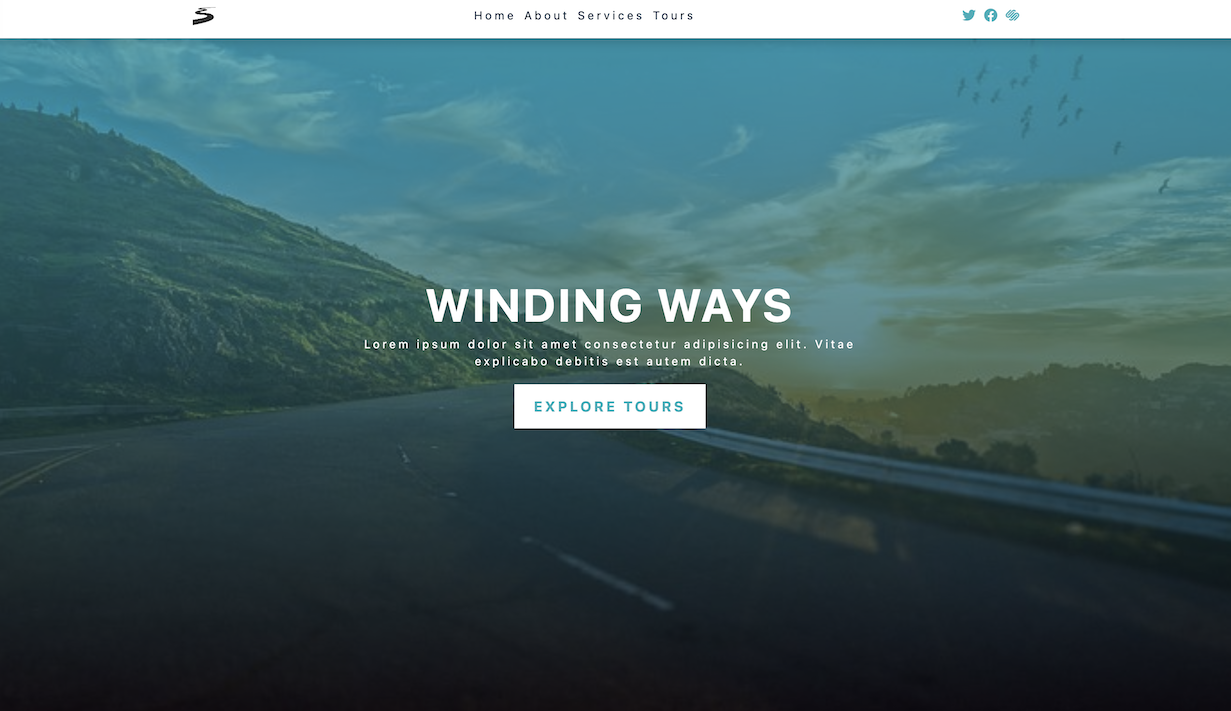 Home About Services Tours
WINDING WAYS
Lorem ipsum dolor sit amet consectetur adipisicing elit. Vitae
explicabo debitis est autem dicta.
EXPLORE TOURS